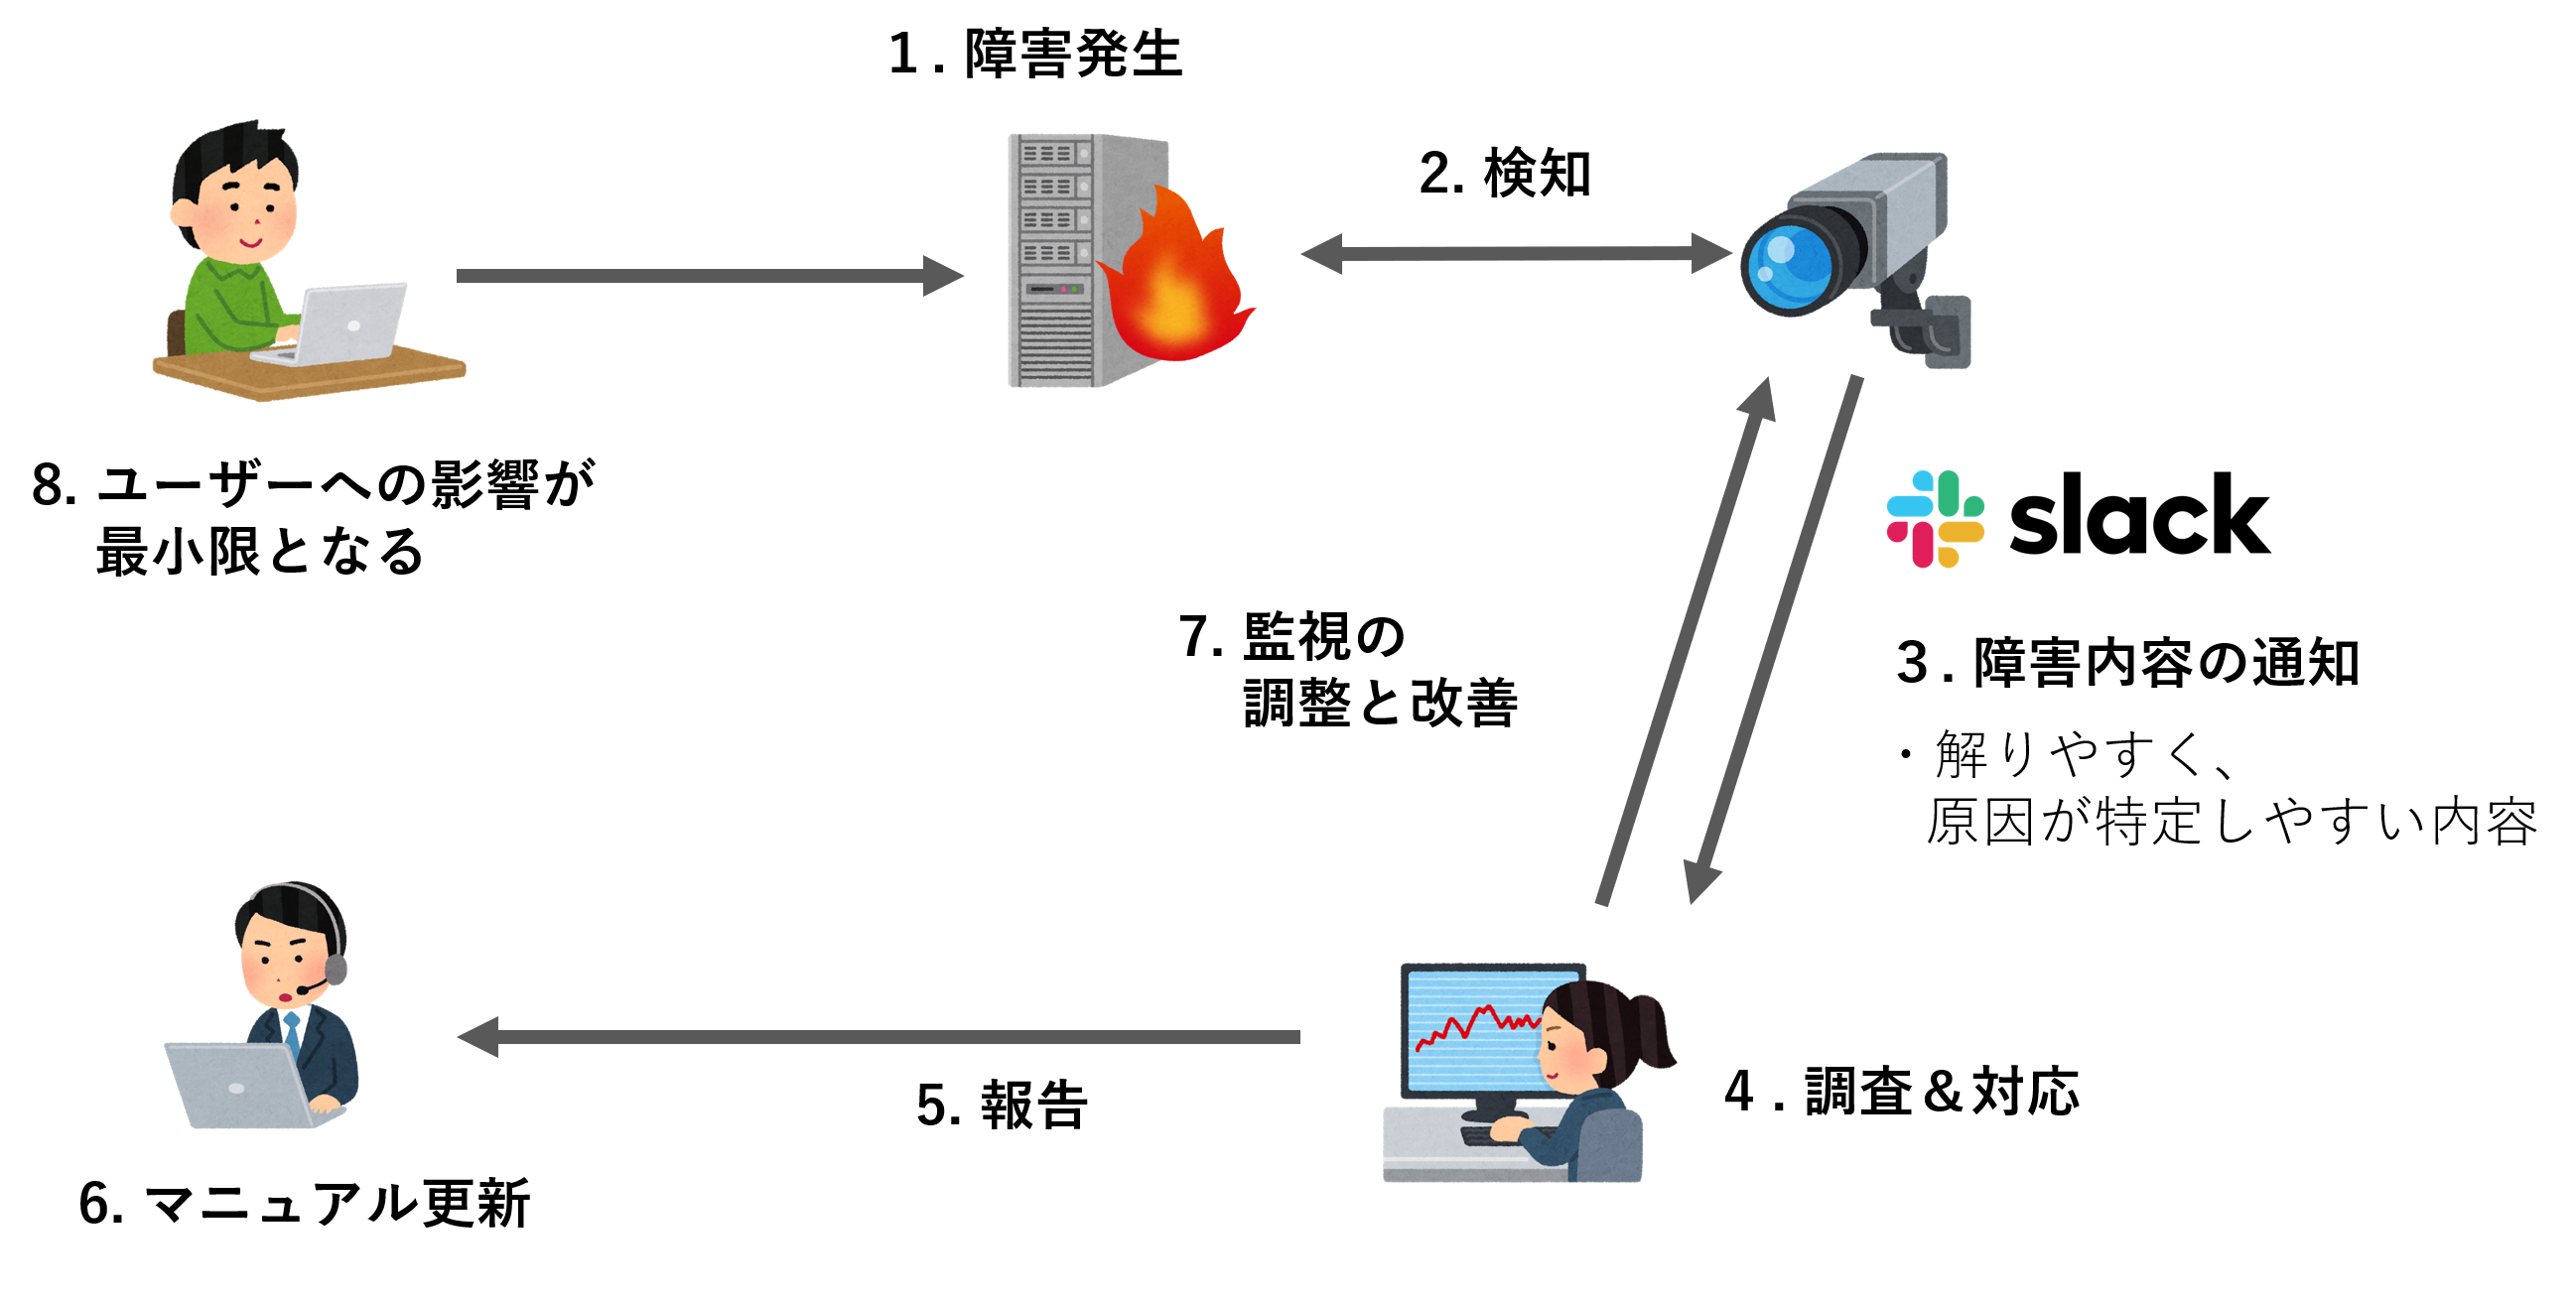 1 . 障害発生
2. 検知
slack
3 . 障害内容の通知
・解りやすく、
原因が特定しやすい内容
4 . 調査＆対応
5. 報告
6. マニュアル更新
7. 監視の
調整と改善
8. ユーザーへの影響が
最小限となる